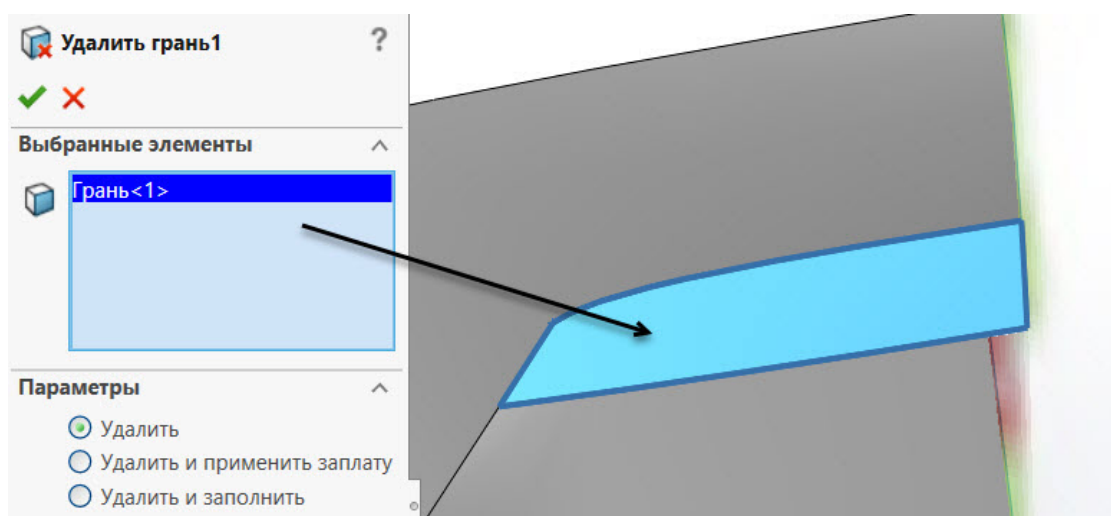 Удалить грань1 ?
Выбранные элементы
Грань<1>
Параметры
Удалить
Удалить и применить заплату
Удалить и заполнить